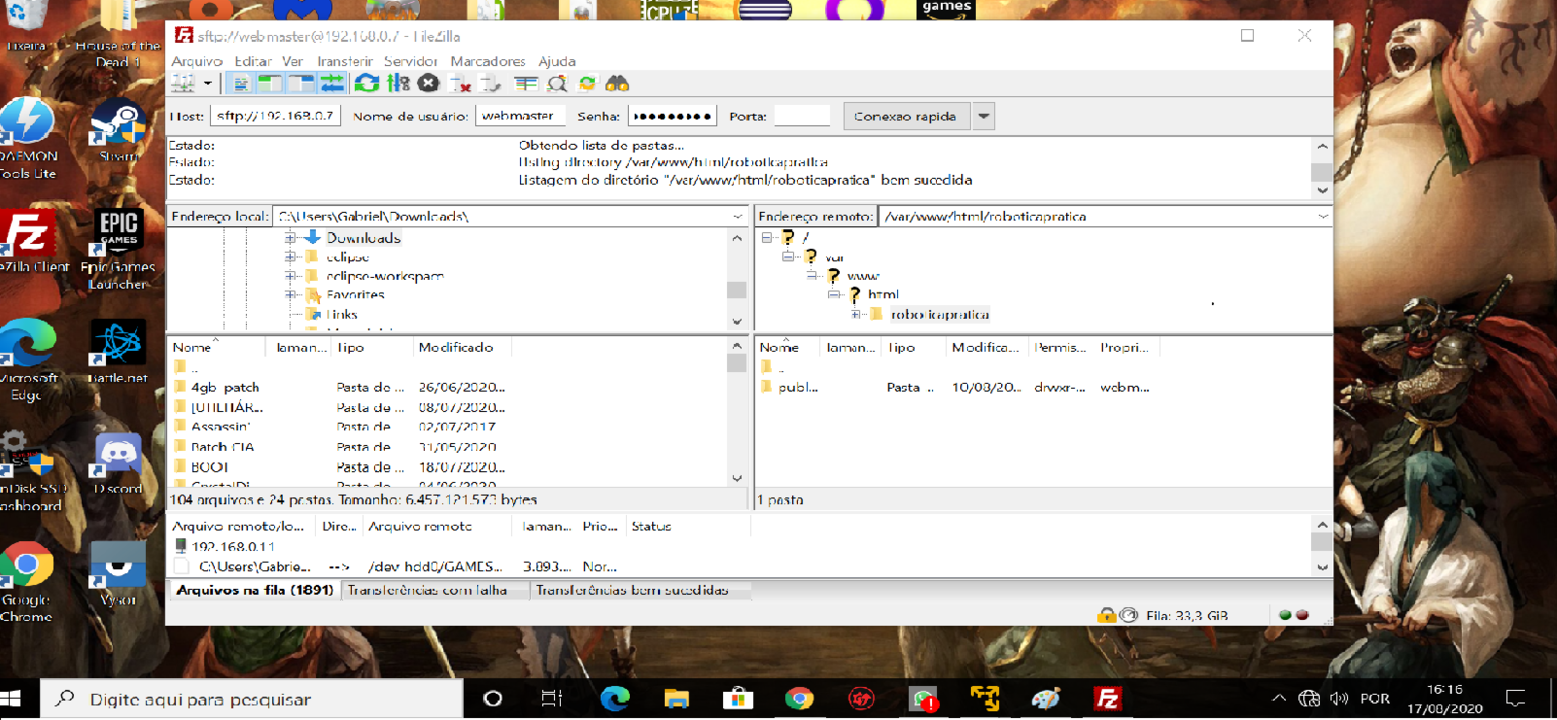 games
CPUZ
Lixeira
House of the
Dead 1
sftp://webmaster@192.168.0.7 - FileZilla
Arquivo Editar Ver Transferir Servidor Marcadores Ajuda
Host: sftp://192.168.0.7 Nome de usuário: webmaster Senha: Porta: Conexao rapida
Estado: Obtendo lista de pastas...
Estado: Listing directory /var/www/html/roboticapratica
Estado: Listagem do diretório "/var/www/html/roboticapratica" bem sucedida
Endereço local: C:\Users\Gabriel\Downloads\
Downloads
eclipse
eclipse-workspace
Favorites
Links
Endereço remoto: /var/www/html/roboticapratica
/
var
www
html
roboticapratica
Nome Taman... Tipo Modificado
..
4gb_patch Pasta de ... 26/06/2020...
[UTILITÁR... Pasta de ... 08/07/2020...
Assassin' Pasta de 02/07/2017
Batch CIA Pasta de 31/05/2020
BOOT Pasta de ... 18/07/2020...
CrystalDi Pasta de 04/06/2020
104 arquivos e 24 pastas. Tamanho: 6.457.121.573 bytes
Nome Taman... Tipo Modifica... Permis... Propri...
..
publ... Pasta .. 10/08/20... drwxr-... webm...
1 pasta
Arquivo remoto/lo... Dire... Arquivo remoto Taman... Prio... Status
192.168.0.11
C:\Users\Gabrie... --> /dev_hdd0/GAMES... 3.893.... Nor...
Arquivos na fila (1891) Transferências com falha Transferências bem sucedidas
Fila: 33,3 GiB
DAEMON
Tools Lite
Steam
Fz
eZilla Client
EPIC
GAMES
Epic Games
Launcher
Microsoft
Edge
Battle.net
nDisk SSD
ashboard
Discord
Google
Chrome
Vysor
Digite aqui para pesquisar
POR
16:16
17/08/2020